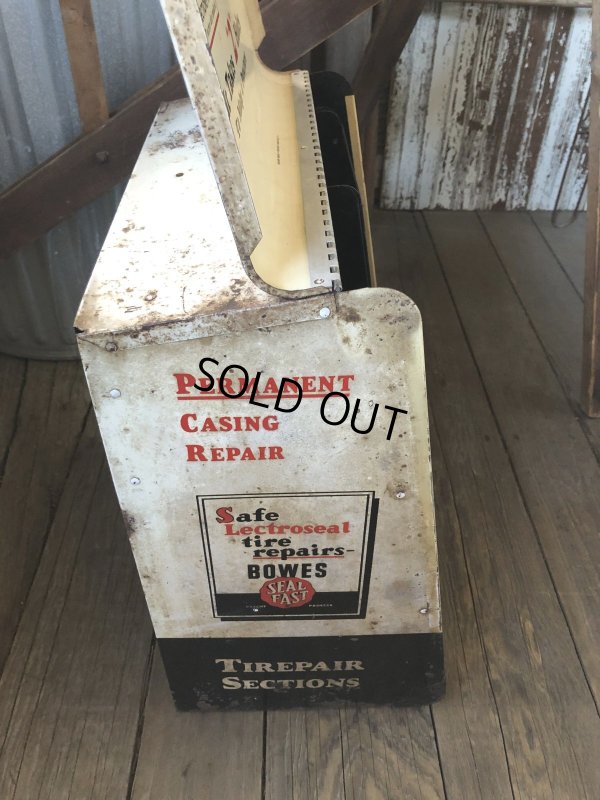 PERMANENT
CASING
REPAIR
SOLD OUT
Safe
Lectroseal
tire
repairs-
BOWES
SEAL
FAST
TIREPAIR
SECTIONS